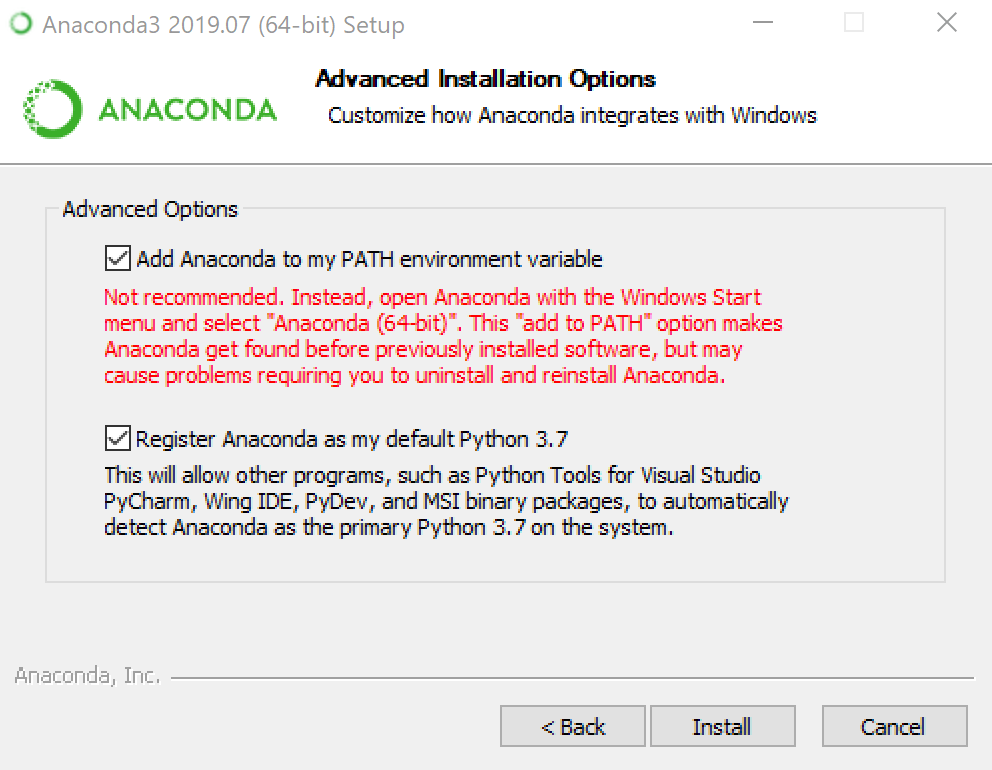 Anaconda3 2019.07 (64-bit) Setup
ANACONDA
Advanced Installation Options
Customize how Anaconda integrates with Windows
Advanced Options
Add Anaconda to my PATH environment variable
Not recommended. Instead, open Anaconda with the Windows Start
menu and select "Anaconda (64-bit)". This "add to PATH" option makes
Anaconda get found before previously installed software, but may
cause problems requiring you to uninstall and reinstall Anaconda.
Register Anaconda as my default Python 3.7
This will allow other programs, such as Python Tools for Visual Studio
PyCharm, Wing IDE, PyDev, and MSI binary packages, to automatically
detect Anaconda as the primary Python 3.7 on the system.
Anaconda, Inc.
< Back
Install
Cancel